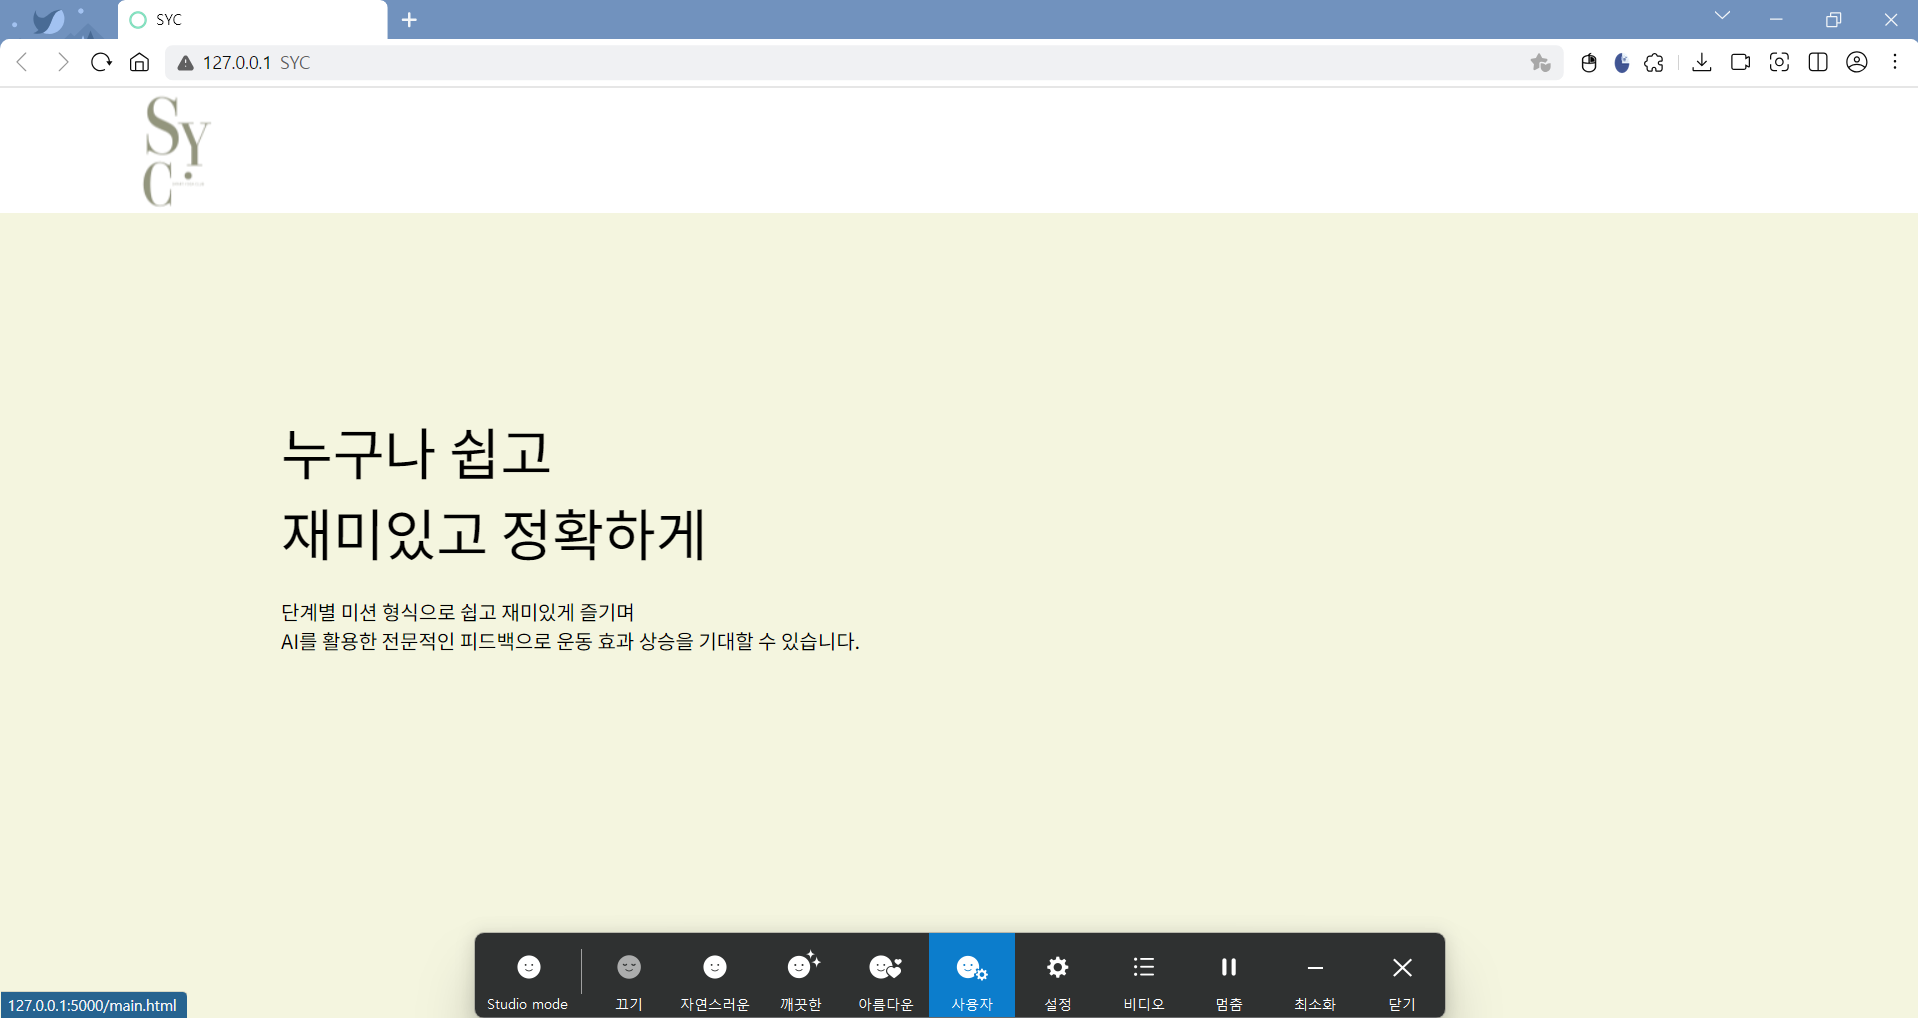 SYC
127.0.0.1 SYC
Sy
C.
누구나 쉽고
재미있고 정확하게
단계별 미션 형식으로 쉽고 재미있게 즐기며
AI를 활용한 전문적인 피드백으로 운동 효과 상승을 기대할 수 있습니다.
Studio mode 끄기 자연스러운 깨끗한 아름다운 사용자 설정 비디오 멈춤 최소화 닫기
127.0.0.1:5000/main.html